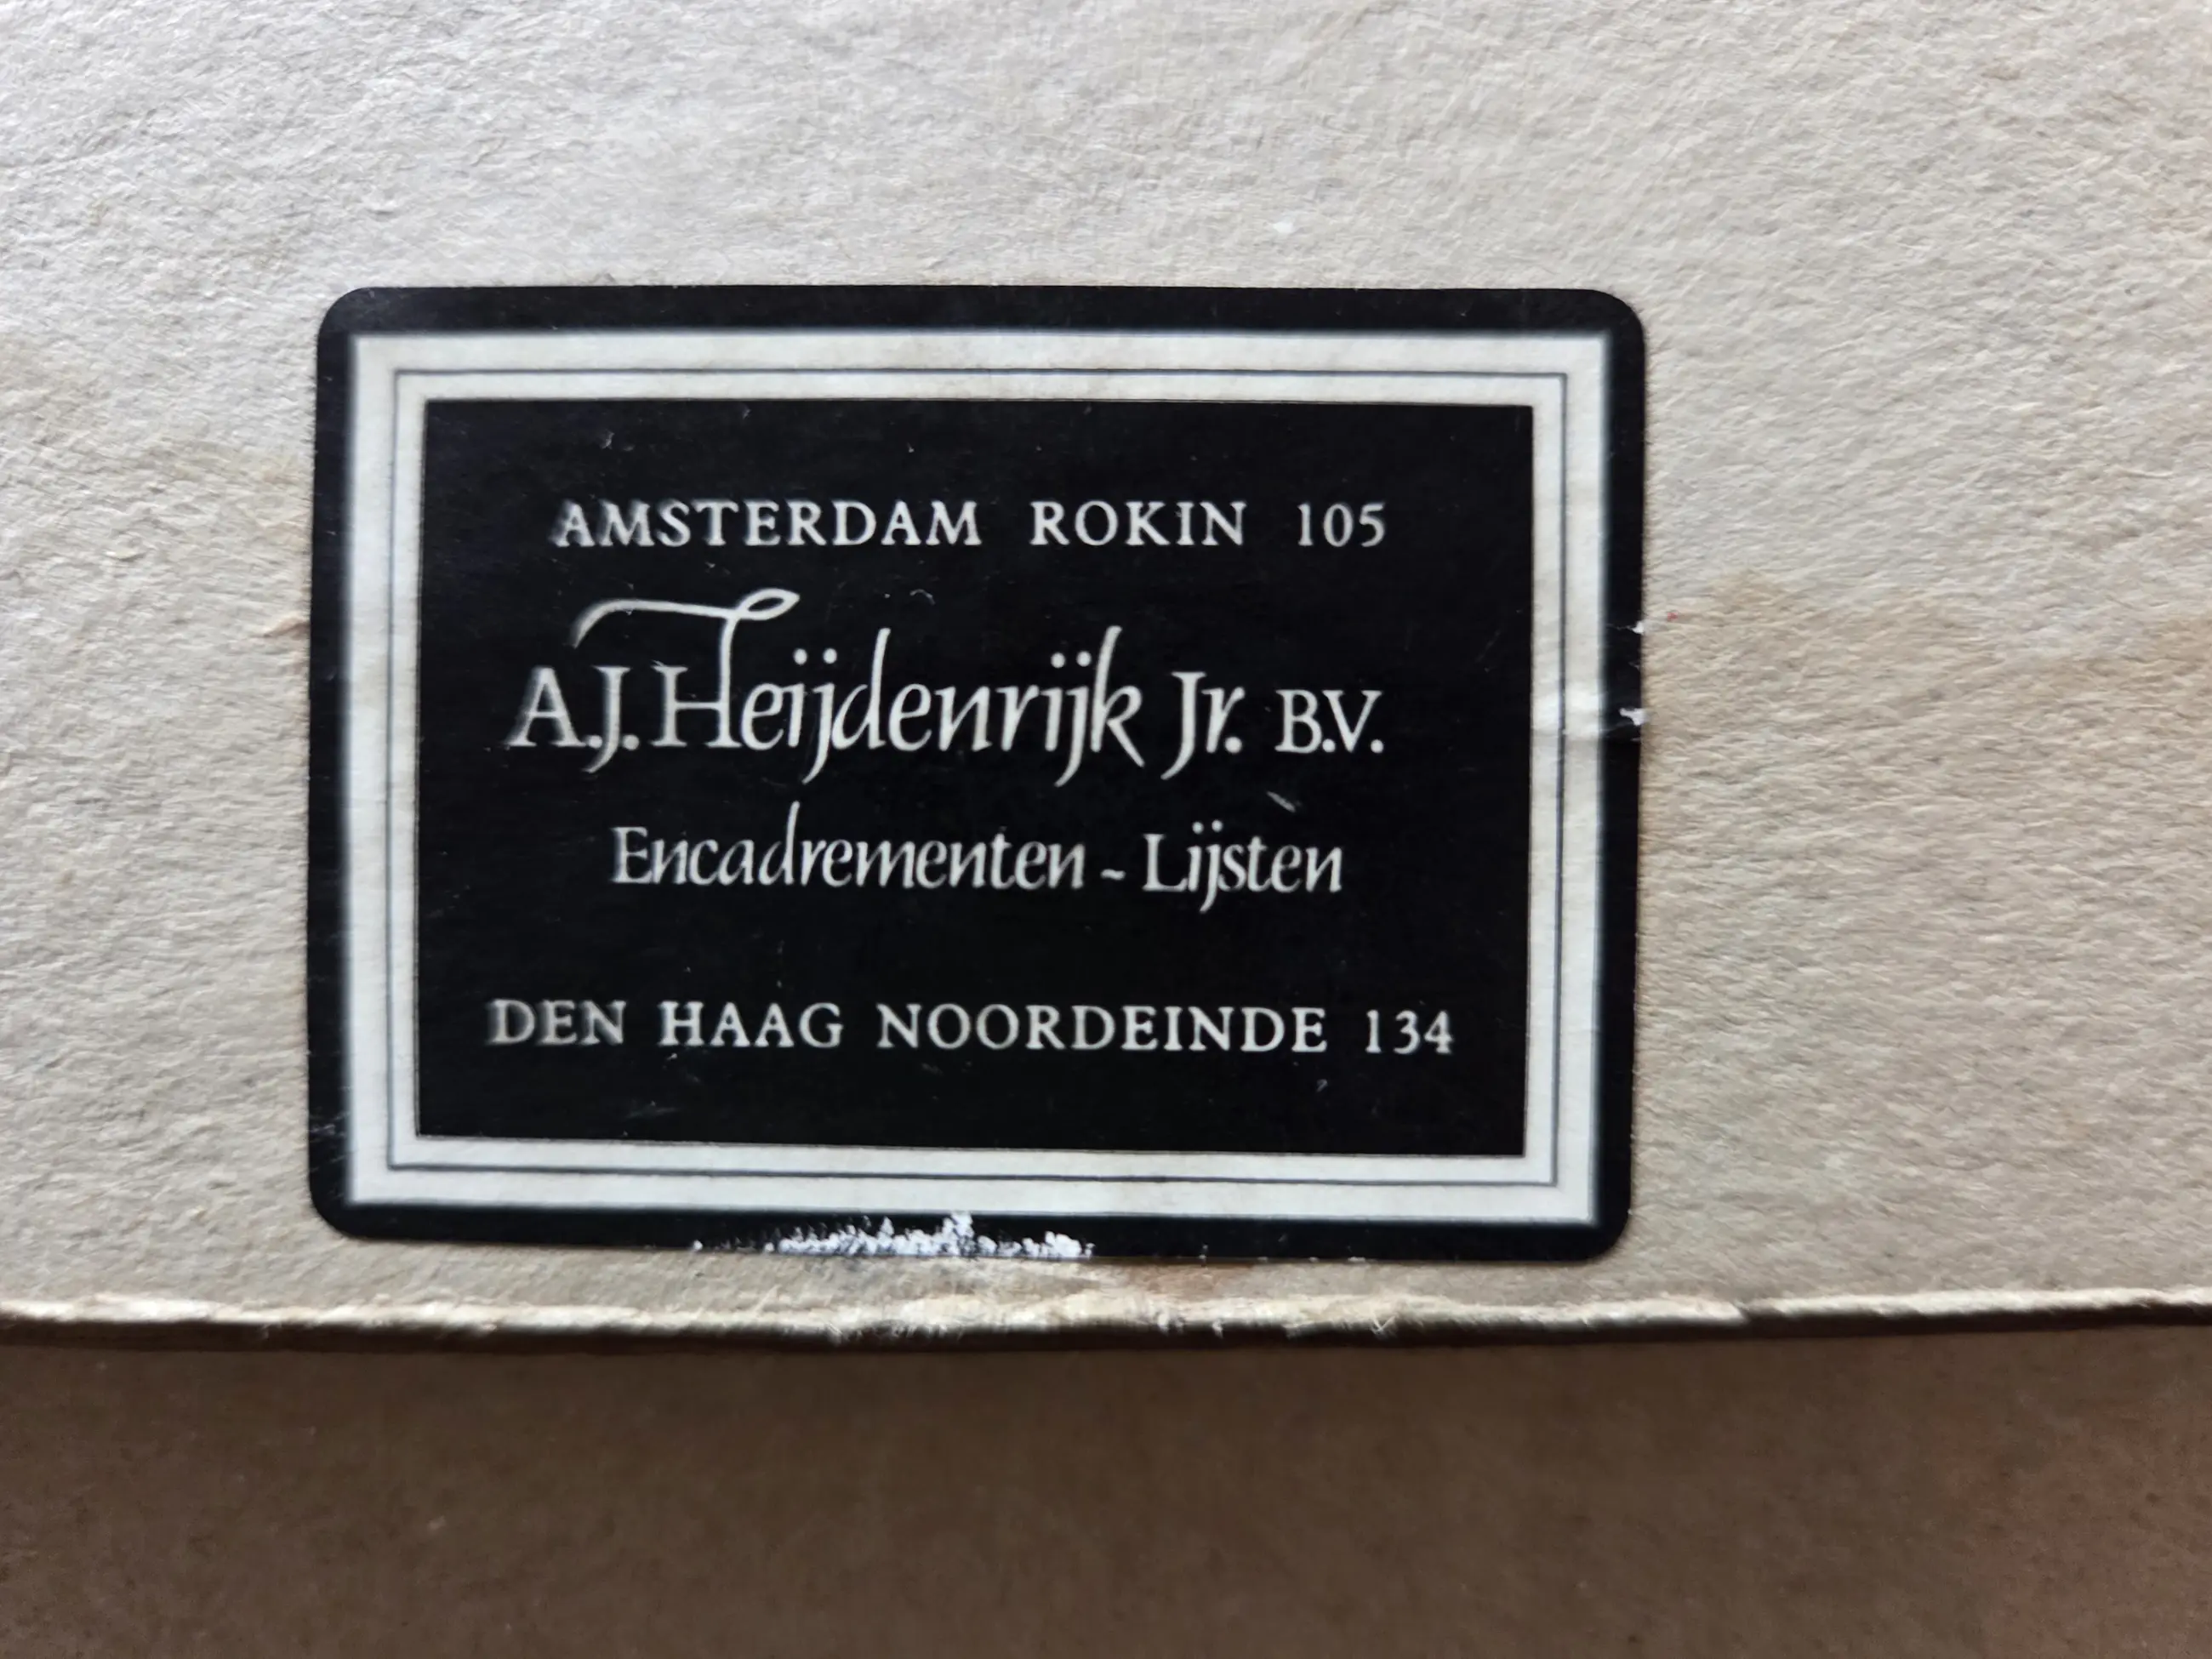 AMSTERDAM ROKIN 105
A.J. Heijdenrijk Jr. B.V.
Encadrementen - Lijsten
DEN HAAG NOORDEINDE 134